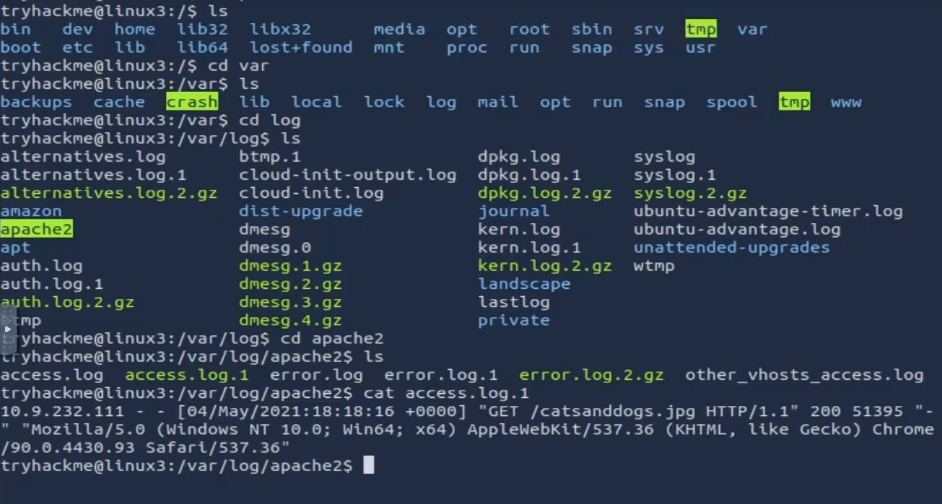 tryhackme@linux3:/$ ls
bin dev home lib32 libx32 media opt root sbin srv tmp var
boot etc lib lib64 lost+found mnt proc run snap sys usr
tryhackme@linux3:/$ cd var
tryhackme@linux3:/var$ ls
backups cache crash lib local lock log mail opt run snap spool tmp www
tryhackme@linux3:/var$ cd log
tryhackme@linux3:/var/log$ ls
alternatives.log btmp.1 dpkg.log syslog
alternatives.log.1 cloud-init-output.log dpkg.log.1 syslog.1
alternatives.log.2.gz cloud-init.log dpkg.log.2.gz syslog.2.gz
amazon dist-upgrade journal ubuntu-advantage-timer.log
apache2 dmesg kern.log ubuntu-advantage.log
apt dmesg.0 kern.log.1 unattended-upgrades
auth.log dmesg.1.gz kern.log.2.gz wtmp
auth.log.1 dmesg.2.gz landscape
auth.log.2.gz dmesg.3.gz lastlog
btmp dmesg.4.gz private
tryhackme@linux3:/var/log$ cd apache2
tryhackme@linux3:/var/log/apache2$ ls
access.log access.log.1 error.log error.log.1 error.log.2.gz other_vhosts_access.log
tryhackme@linux3:/var/log/apache2$ cat access.log.1
10.9.232.111 - - [04/May/2021:18:18:16 +0000] "GET /catsanddogs.jpg HTTP/1.1" 200 51395 "-
" "Mozilla/5.0 (Windows NT 10.0; Win64; x64) AppleWebKit/537.36 (KHTML, like Gecko) Chrome
/90.0.4430.93 Safari/537.36"
tryhackme@linux3:/var/log/apache2$